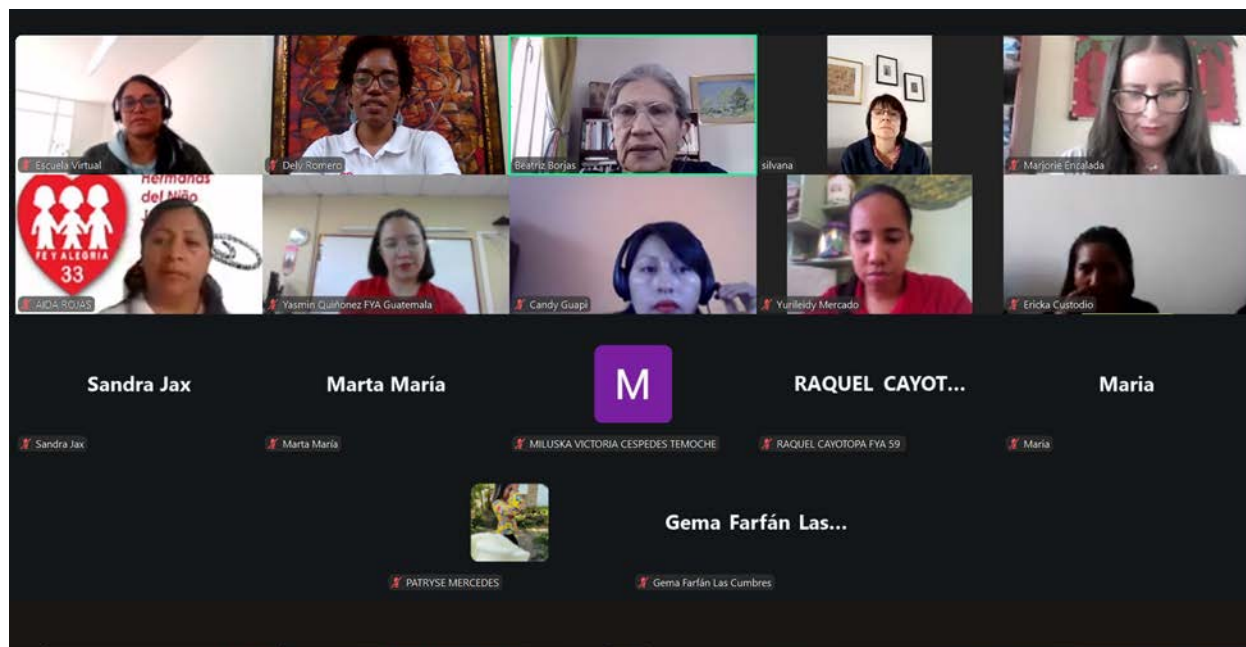 Escuela Virtual
Dely Romero
Beatriz Borjas
silvana
Marjorie Encalada
Hermanas
del Niño
J
FE Y ALEGRIA
33
AIDA ROJAS
Yasmin Quiñonez FYA Guatemala
Candy Guapi
Yurileidy Mercado
Ericka Custodio
Sandra Jax
Marta María
M
RAQUEL CAYOT...
Maria
Sandra Jax
Marta María
MILUSKA VICTORIA CESPEDES TEMOCHE
RAQUEL CAYOTOPA FYA 59
Maria
Gema Farfán Las...
PATRYSE MERCEDES
Gema Farfán Las Cumbres